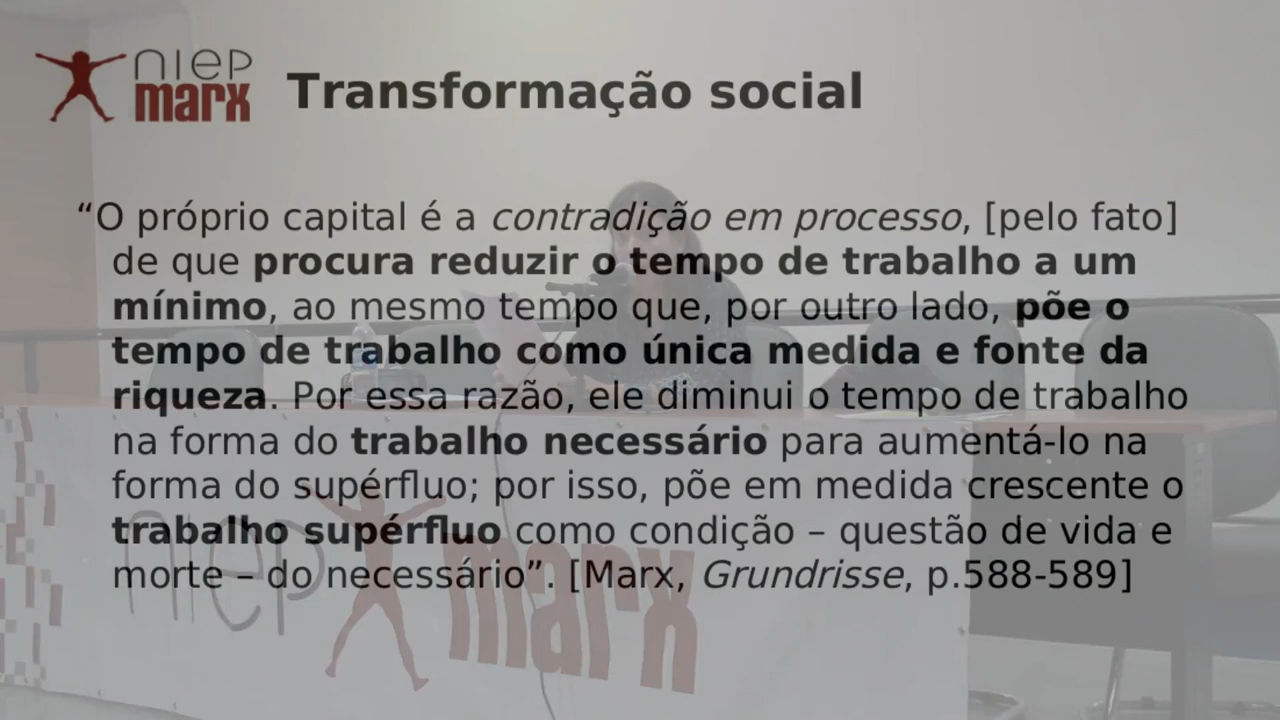 niep
marx
Transformação social
“O próprio capital é a contradição em processo, [pelo fato]
de que procura reduzir o tempo de trabalho a um
mínimo, ao mesmo tempo que, por outro lado, põe o
tempo de trabalho como única medida e fonte da
riqueza. Por essa razão, ele diminui o tempo de trabalho
na forma do trabalho necessário para aumentá-lo na
forma do supérfluo; por isso, põe em medida crescente o
trabalho supérfluo como condição – questão de vida e
morte – do necessário”. [Marx, Grundrisse, p.588-589]
niep
marx